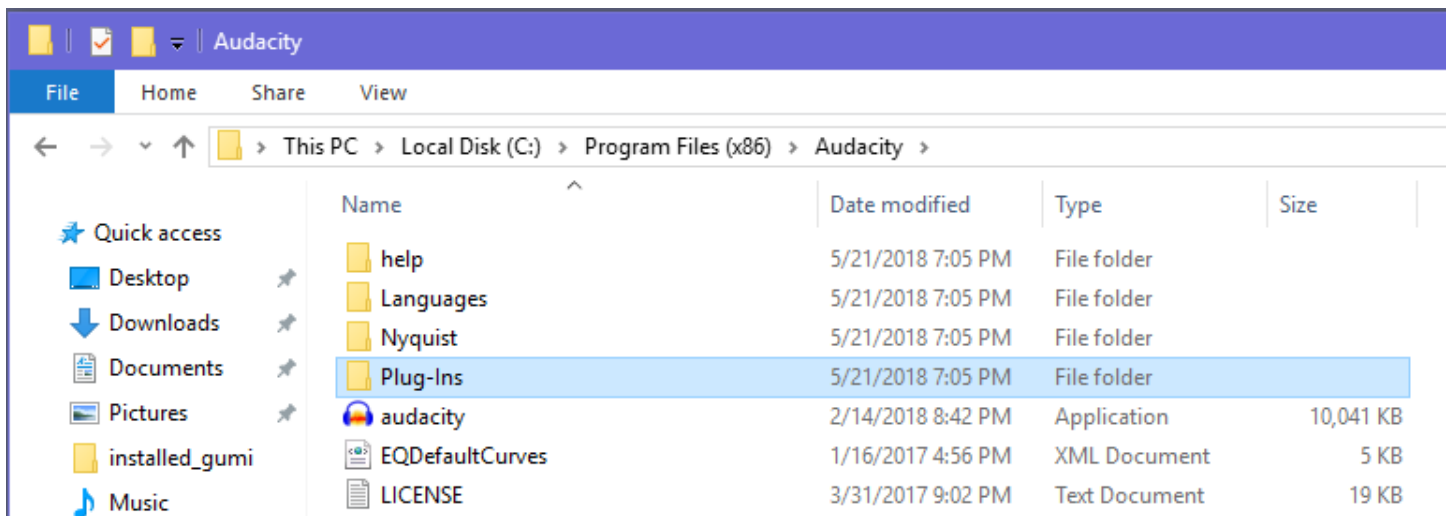 Audacity
File Home Share View
This PC > Local Disk (C:) > Program Files (x86) > Audacity >
Name Date modified Type Size
Quick access
Desktop
Downloads
Documents
Pictures
installed_gumi
Music
help 5/21/2018 7:05 PM File folder
Languages 5/21/2018 7:05 PM File folder
Nyquist 5/21/2018 7:05 PM File folder
Plug-Ins 5/21/2018 7:05 PM File folder
audacity 2/14/2018 8:42 PM Application 10,041 KB
EQDefaultCurves 1/16/2017 4:56 PM XML Document 5 KB
LICENSE 3/31/2017 9:02 PM Text Document 19 KB